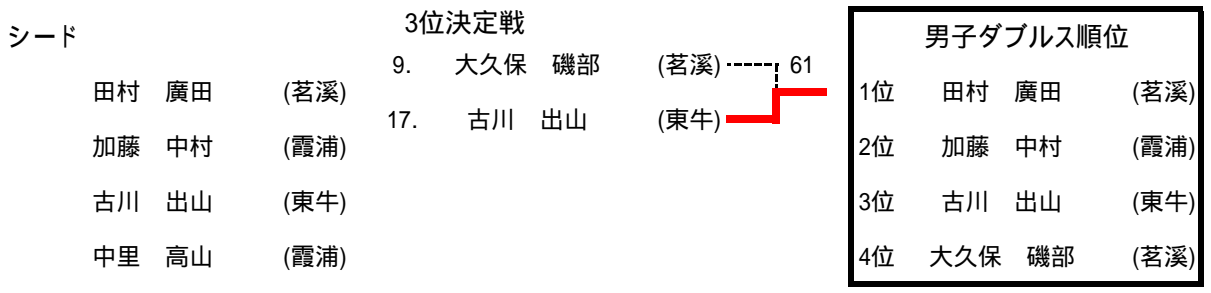 シード
田村 廣田 (茗溪)
加藤 中村 (霞浦)
古川 出山 (東牛)
中里 高山 (霞浦)
3位決定戦
9. 大久保 磯部 (茗溪) 61
17. 古川 出山 (東牛)
男子ダブルス順位
1位 田村 廣田 (茗溪)
2位 加藤 中村 (霞浦)
3位 古川 出山 (東牛)
4位 大久保 磯部 (茗溪)